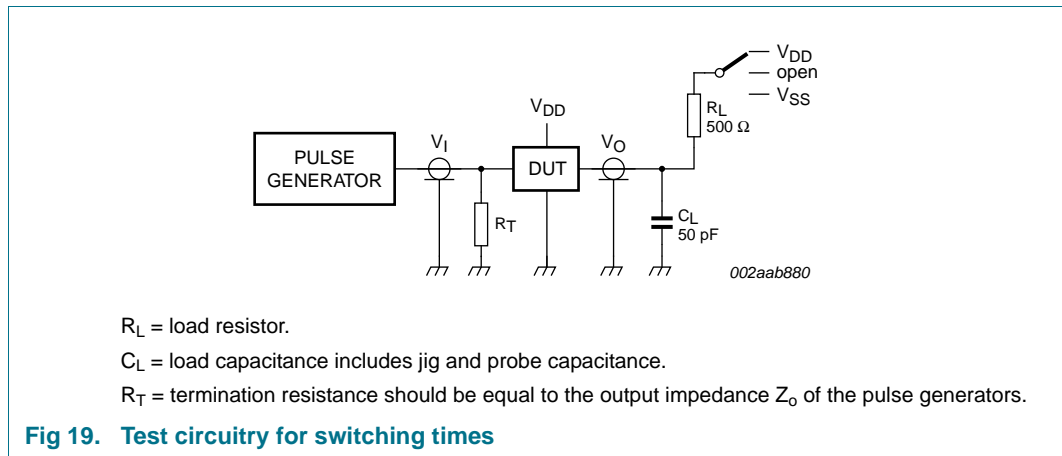 V_DD
open
V_SS
R_L
500 Ω
V_DD
V_I
V_O
PULSE
GENERATOR
DUT
R_T
C_L
50 pF
002aab880
R_L = load resistor.
C_L = load capacitance includes jig and probe capacitance.
R_T = termination resistance should be equal to the output impedance Z_o of the pulse generators.
Fig 19. Test circuitry for switching times